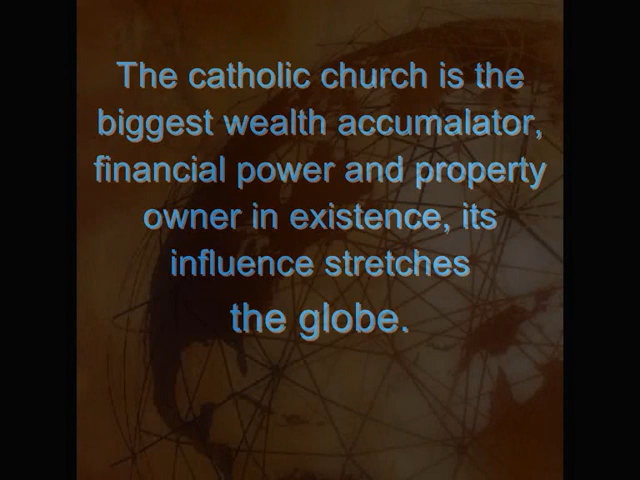 The catholic church is the
biggest wealth accumalator,
financial power and property
owner in existence, its
influence stretches
the globe.